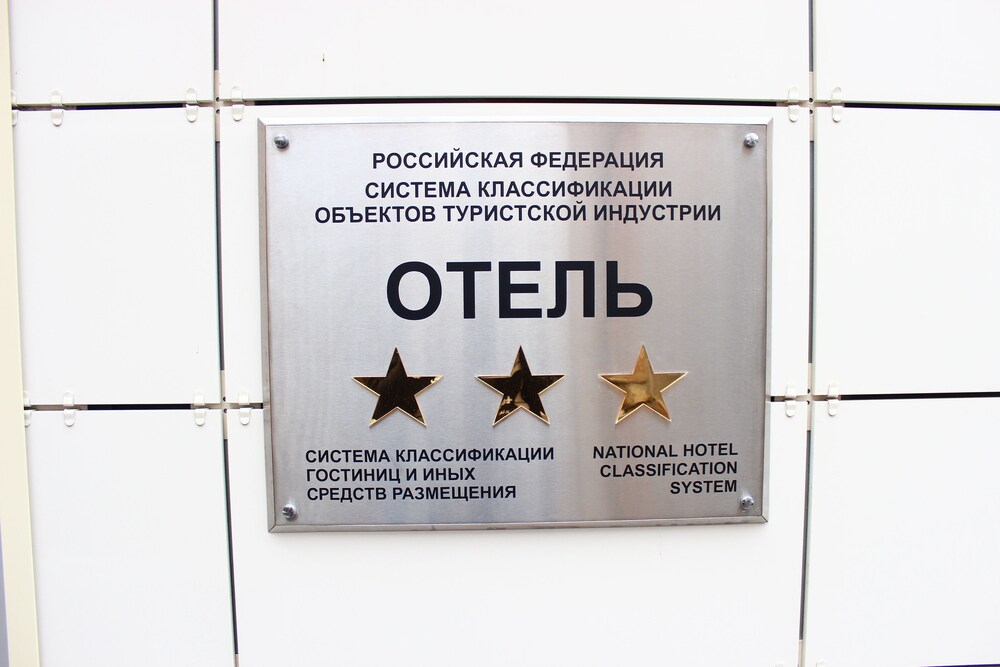 РОССИЙСКАЯ ФЕДЕРАЦИЯ
СИСТЕМА КЛАССИФИКАЦИИ
ОБЪЕКТОВ ТУРИСТСКОЙ ИНДУСТРИИ
ОТЕЛЬ
СИСТЕМА КЛАССИФИКАЦИИ
ГОСТИНИЦ И ИНЫХ
СРЕДСТВ РАЗМЕЩЕНИЯ
NATIONAL HOTEL
CLASSIFICATION
SYSTEM